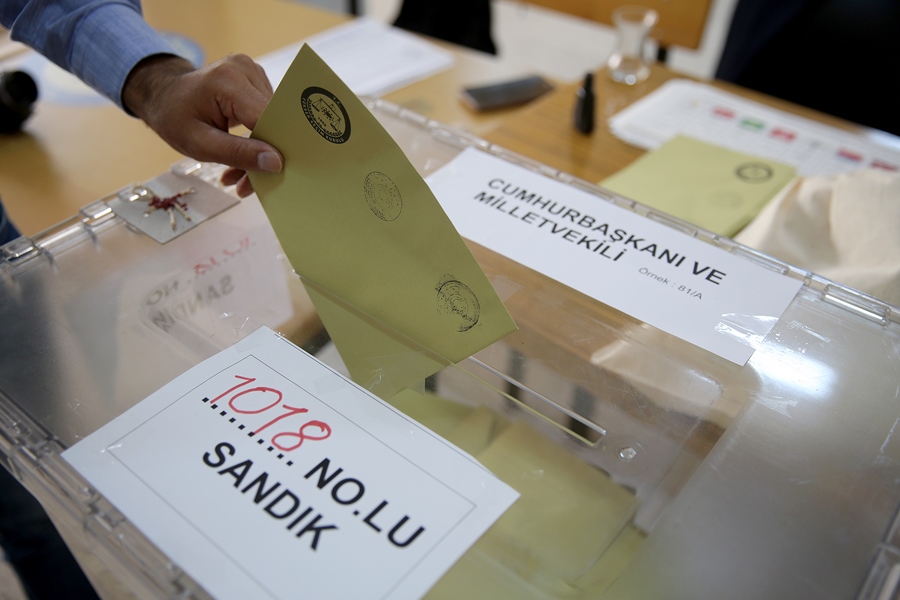 CUMHURBAŞKANI VE
MİLLETVEKİLİ
Örnek : 81/A
1018 NO.LU
SANDIK